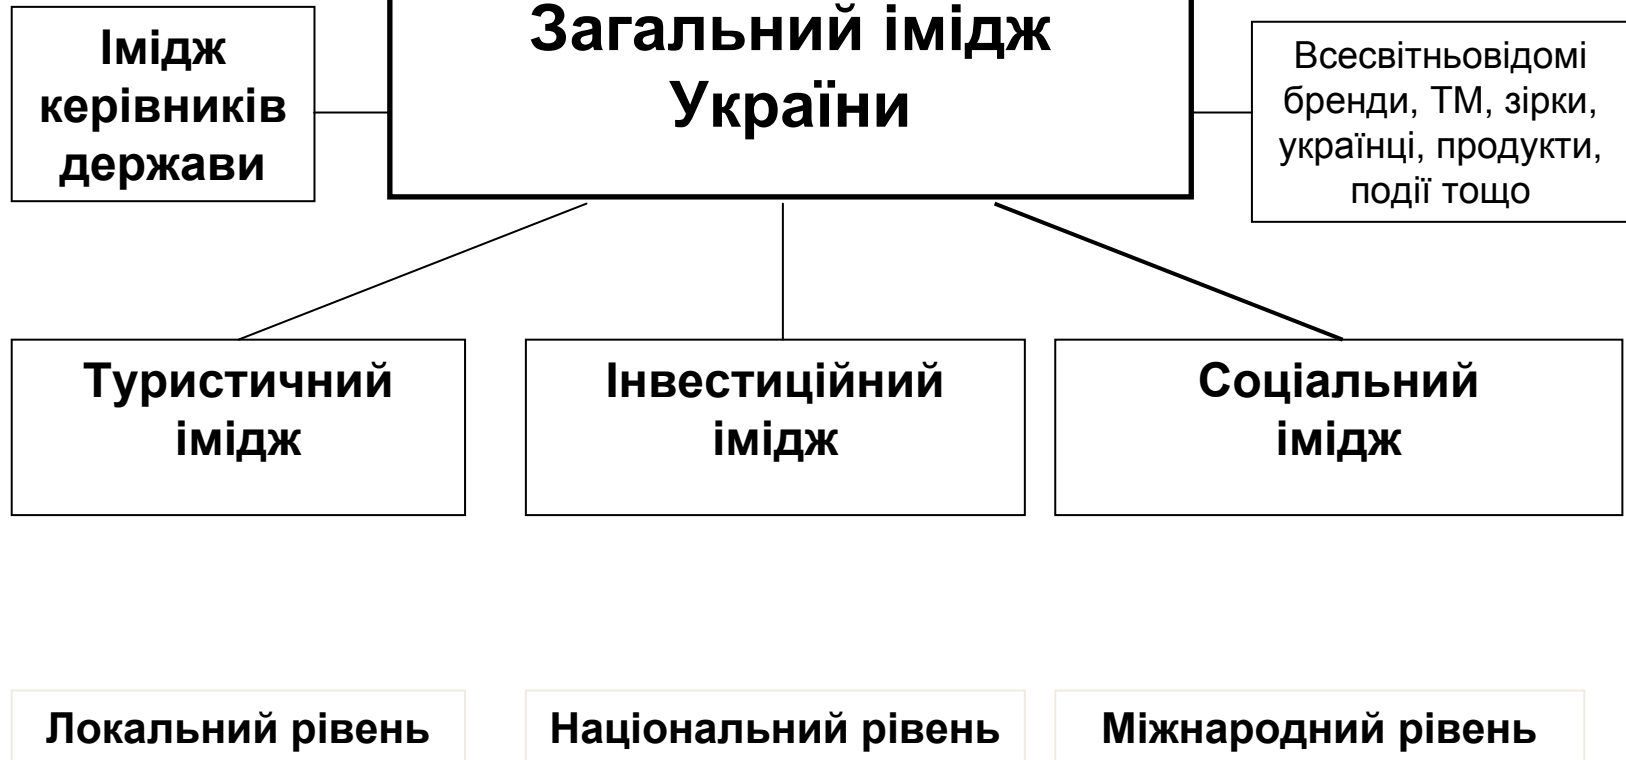 Імідж
керівників
держави
Загальний імідж
України
Всесвітньовідомі
бренди, ТМ, зірки,
українці, продукти,
події тощо
Туристичний
імідж
Інвестиційний
імідж
Соціальний
імідж
Локальний рівень
Національний рівень
Міжнародний рівень